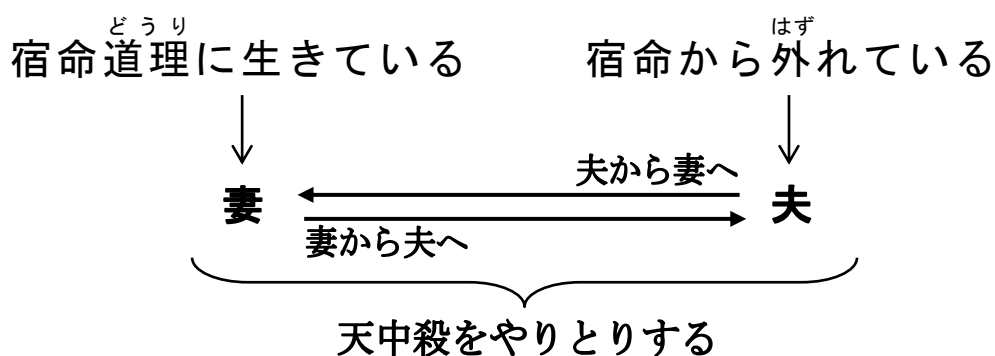 どうり はず
宿命道理に生きている 宿命から外れている
夫から妻へ
妻 夫
妻から夫へ
天中殺をやりとりする